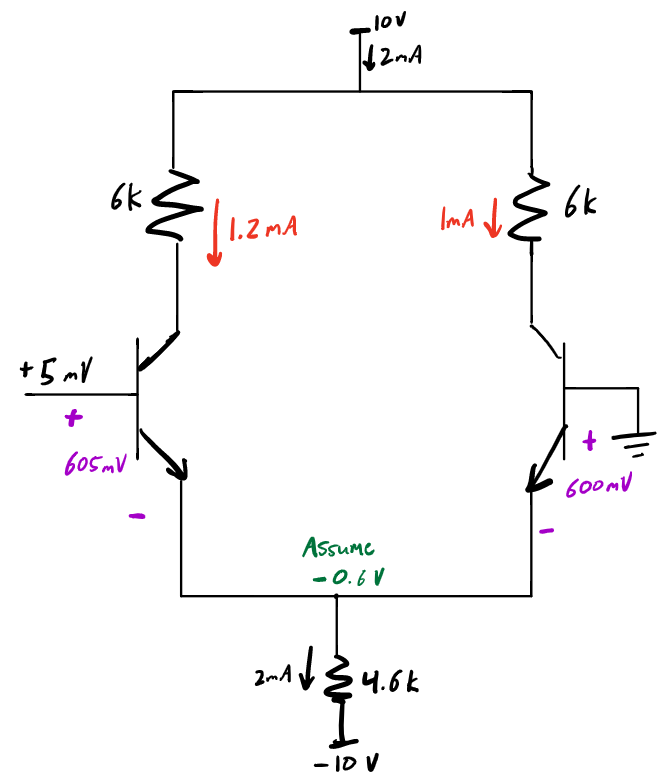 10V
2mA
6k
1.2mA
1mA
6k
+5mV
+
605mV
-
+
600mV
-
Assume
-0.6V
2mA
4.6k
-10V